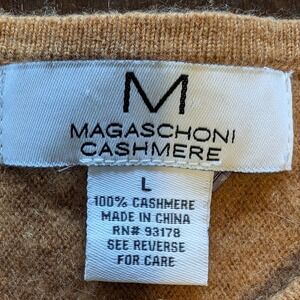 M
MAGASCHONI
CASHMERE
L
100% CASHMERE
MADE IN CHINA
RN# 93178
SEE REVERSE
FOR CARE